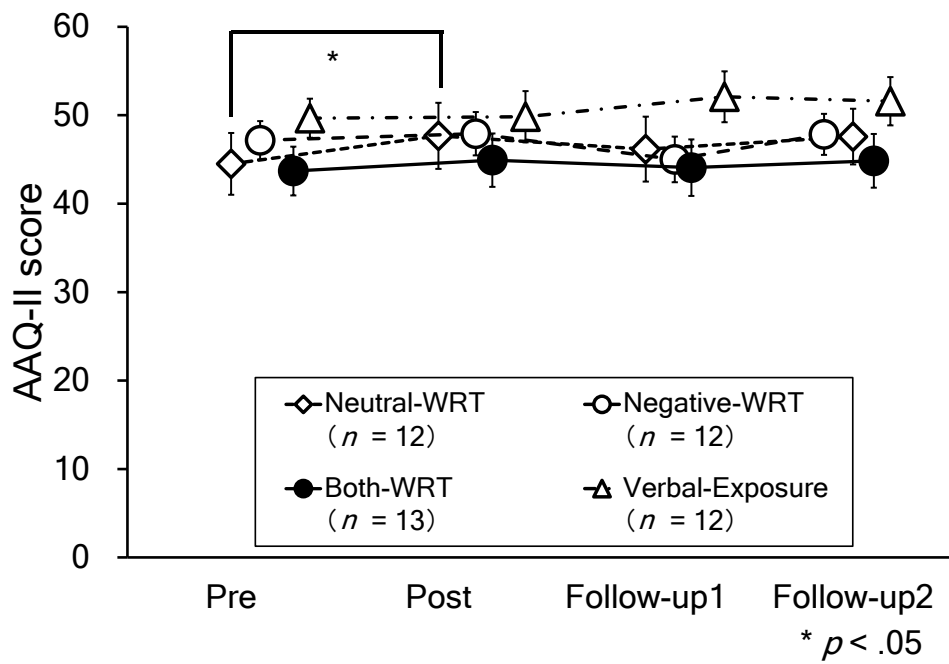 60
50
40
30
20
10
0
AAQ-II score
*
Neutral-WRT
（n = 12）
Negative-WRT
（n = 12）
Both-WRT
（n = 13）
Verbal-Exposure
（n = 12）
Pre Post Follow-up1 Follow-up2
* p < .05